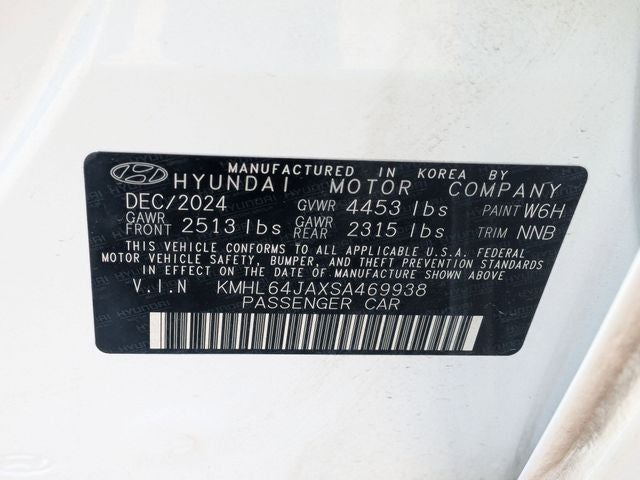 MANUFACTURED IN KOREA BY
HYUNDAI MOTOR COMPANY
DEC/2024 GVWR 4453 lbs PAINT W6H
GAWR FRONT 2513 lbs GAWR REAR 2315 lbs TRIM NNB
THIS VEHICLE CONFORMS TO ALL APPLICABLE U.S.A. FEDERAL
MOTOR VEHICLE SAFETY, BUMPER, AND THEFT PREVENTION STANDARDS
IN EFFECT ON THE DATE OF MANUFACTURE SHOWN ABOVE.
V.I.N KMHL64JAXSA469938
PASSENGER CAR